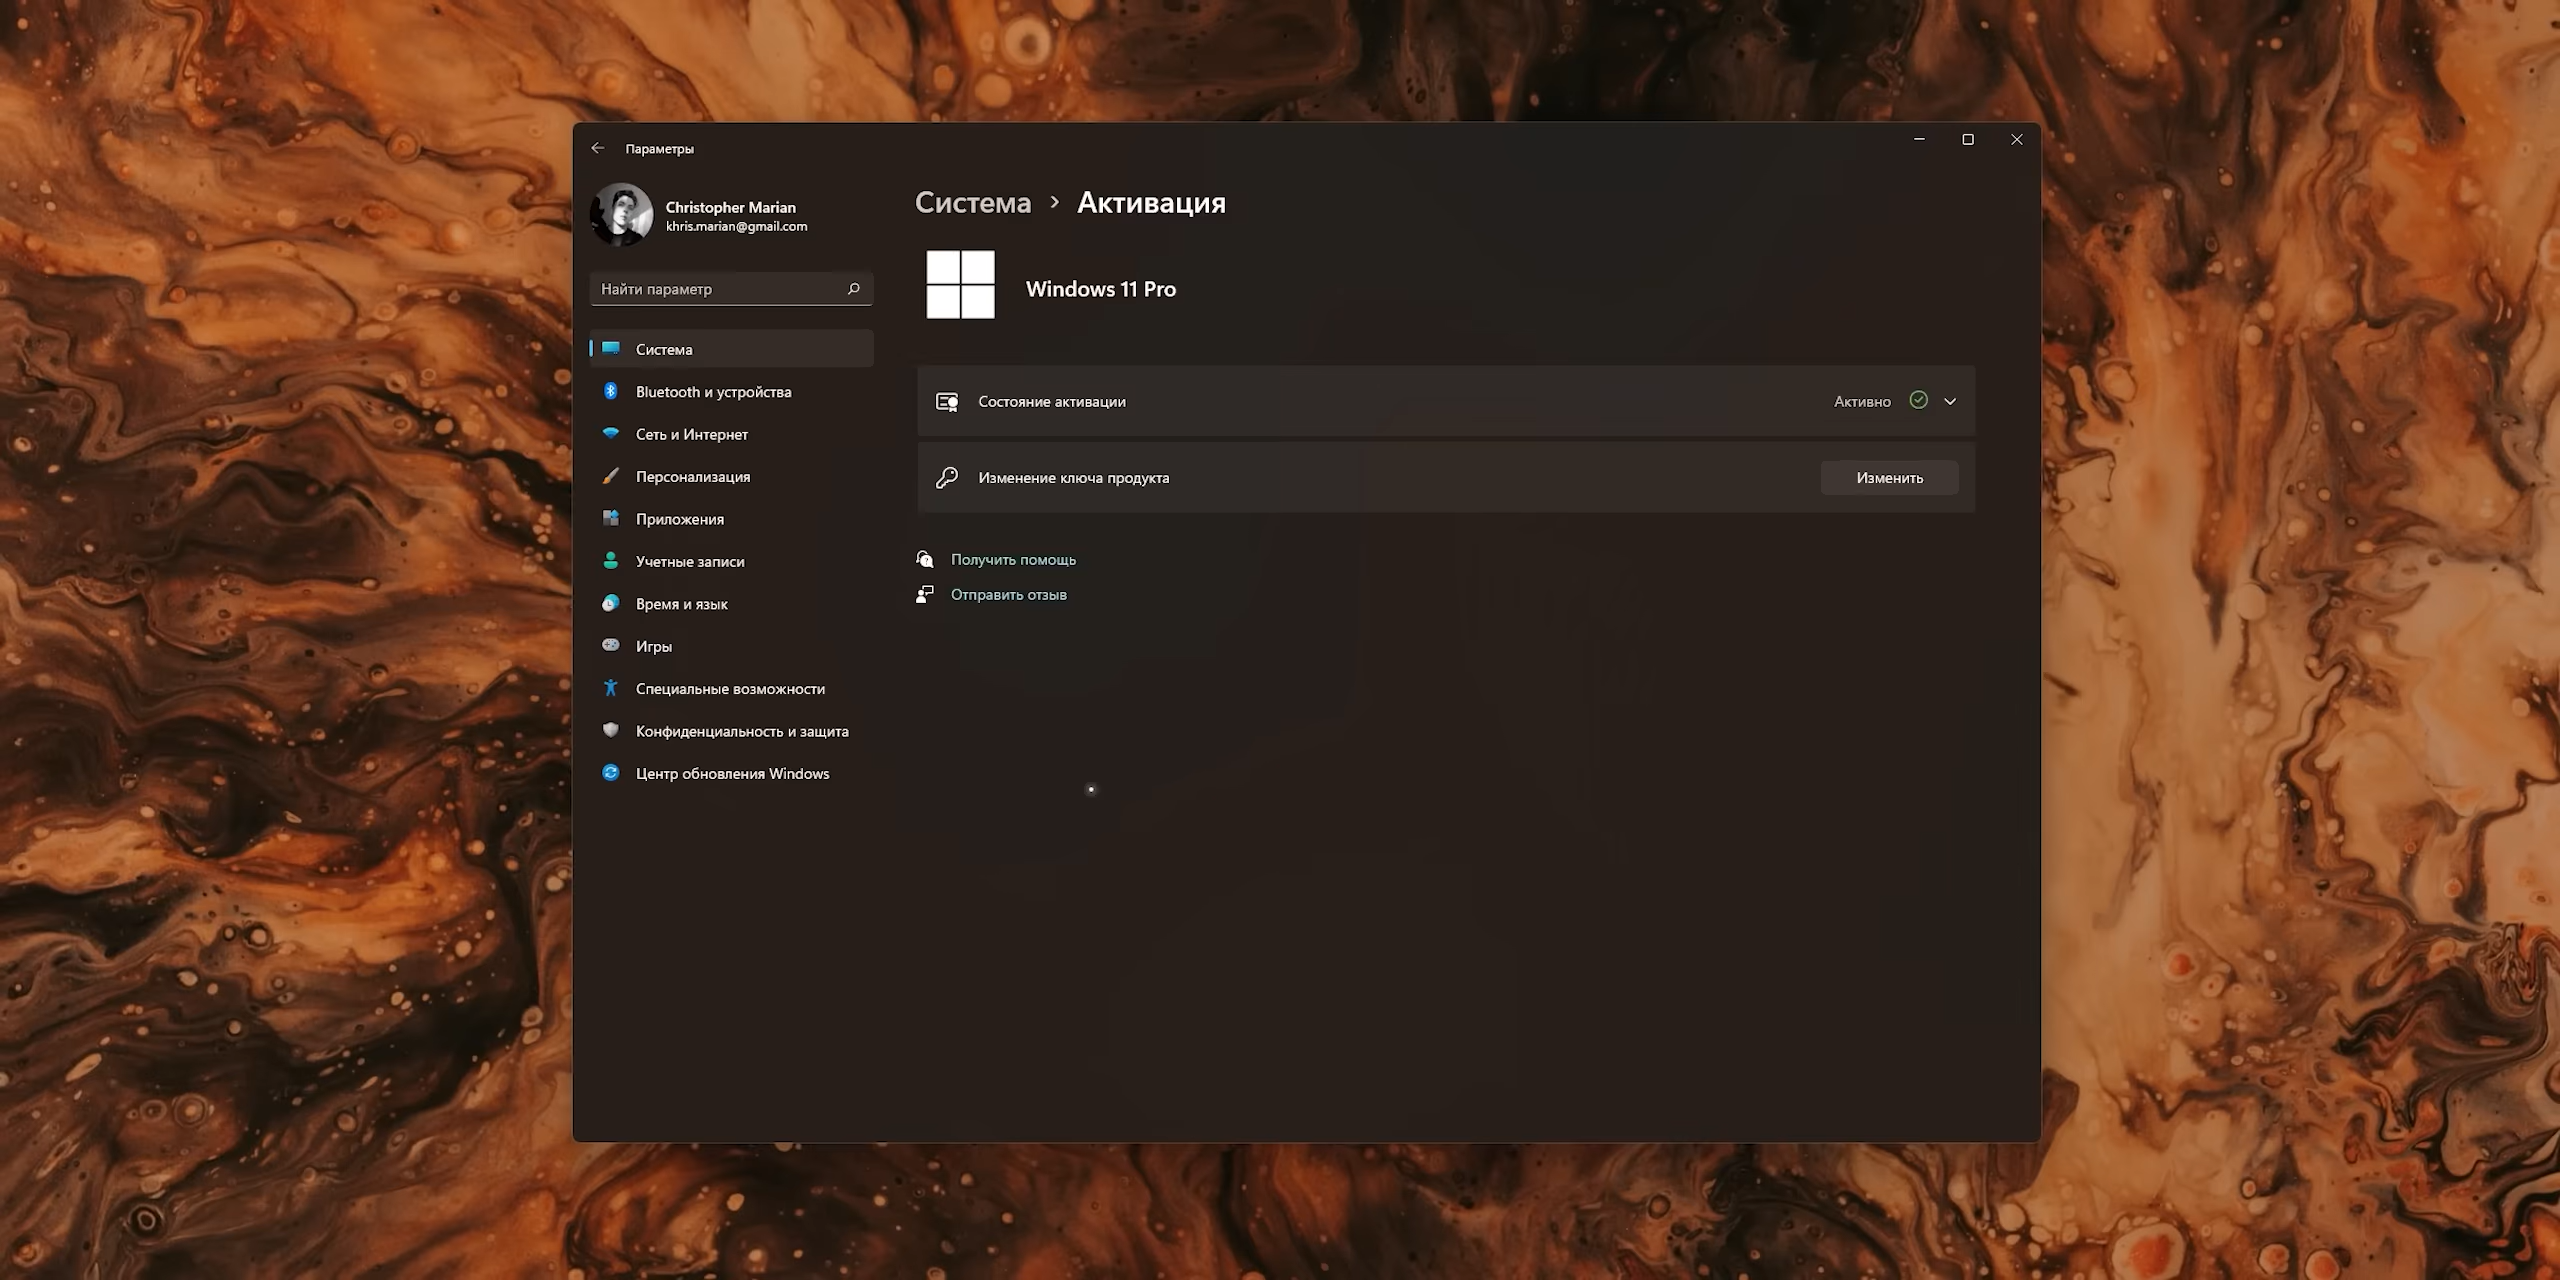 Параметры
Christopher Marian
khris.marian@gmail.com
Найти параметр
Система
Bluetooth и устройства
Сеть и Интернет
Персонализация
Приложения
Учетные записи
Время и язык
Игры
Специальные возможности
Конфиденциальность и защита
Центр обновления Windows
Система › Активация
Windows 11 Pro
Состояние активации Активно
Изменение ключа продукта Изменить
Получить помощь
Отправить отзыв